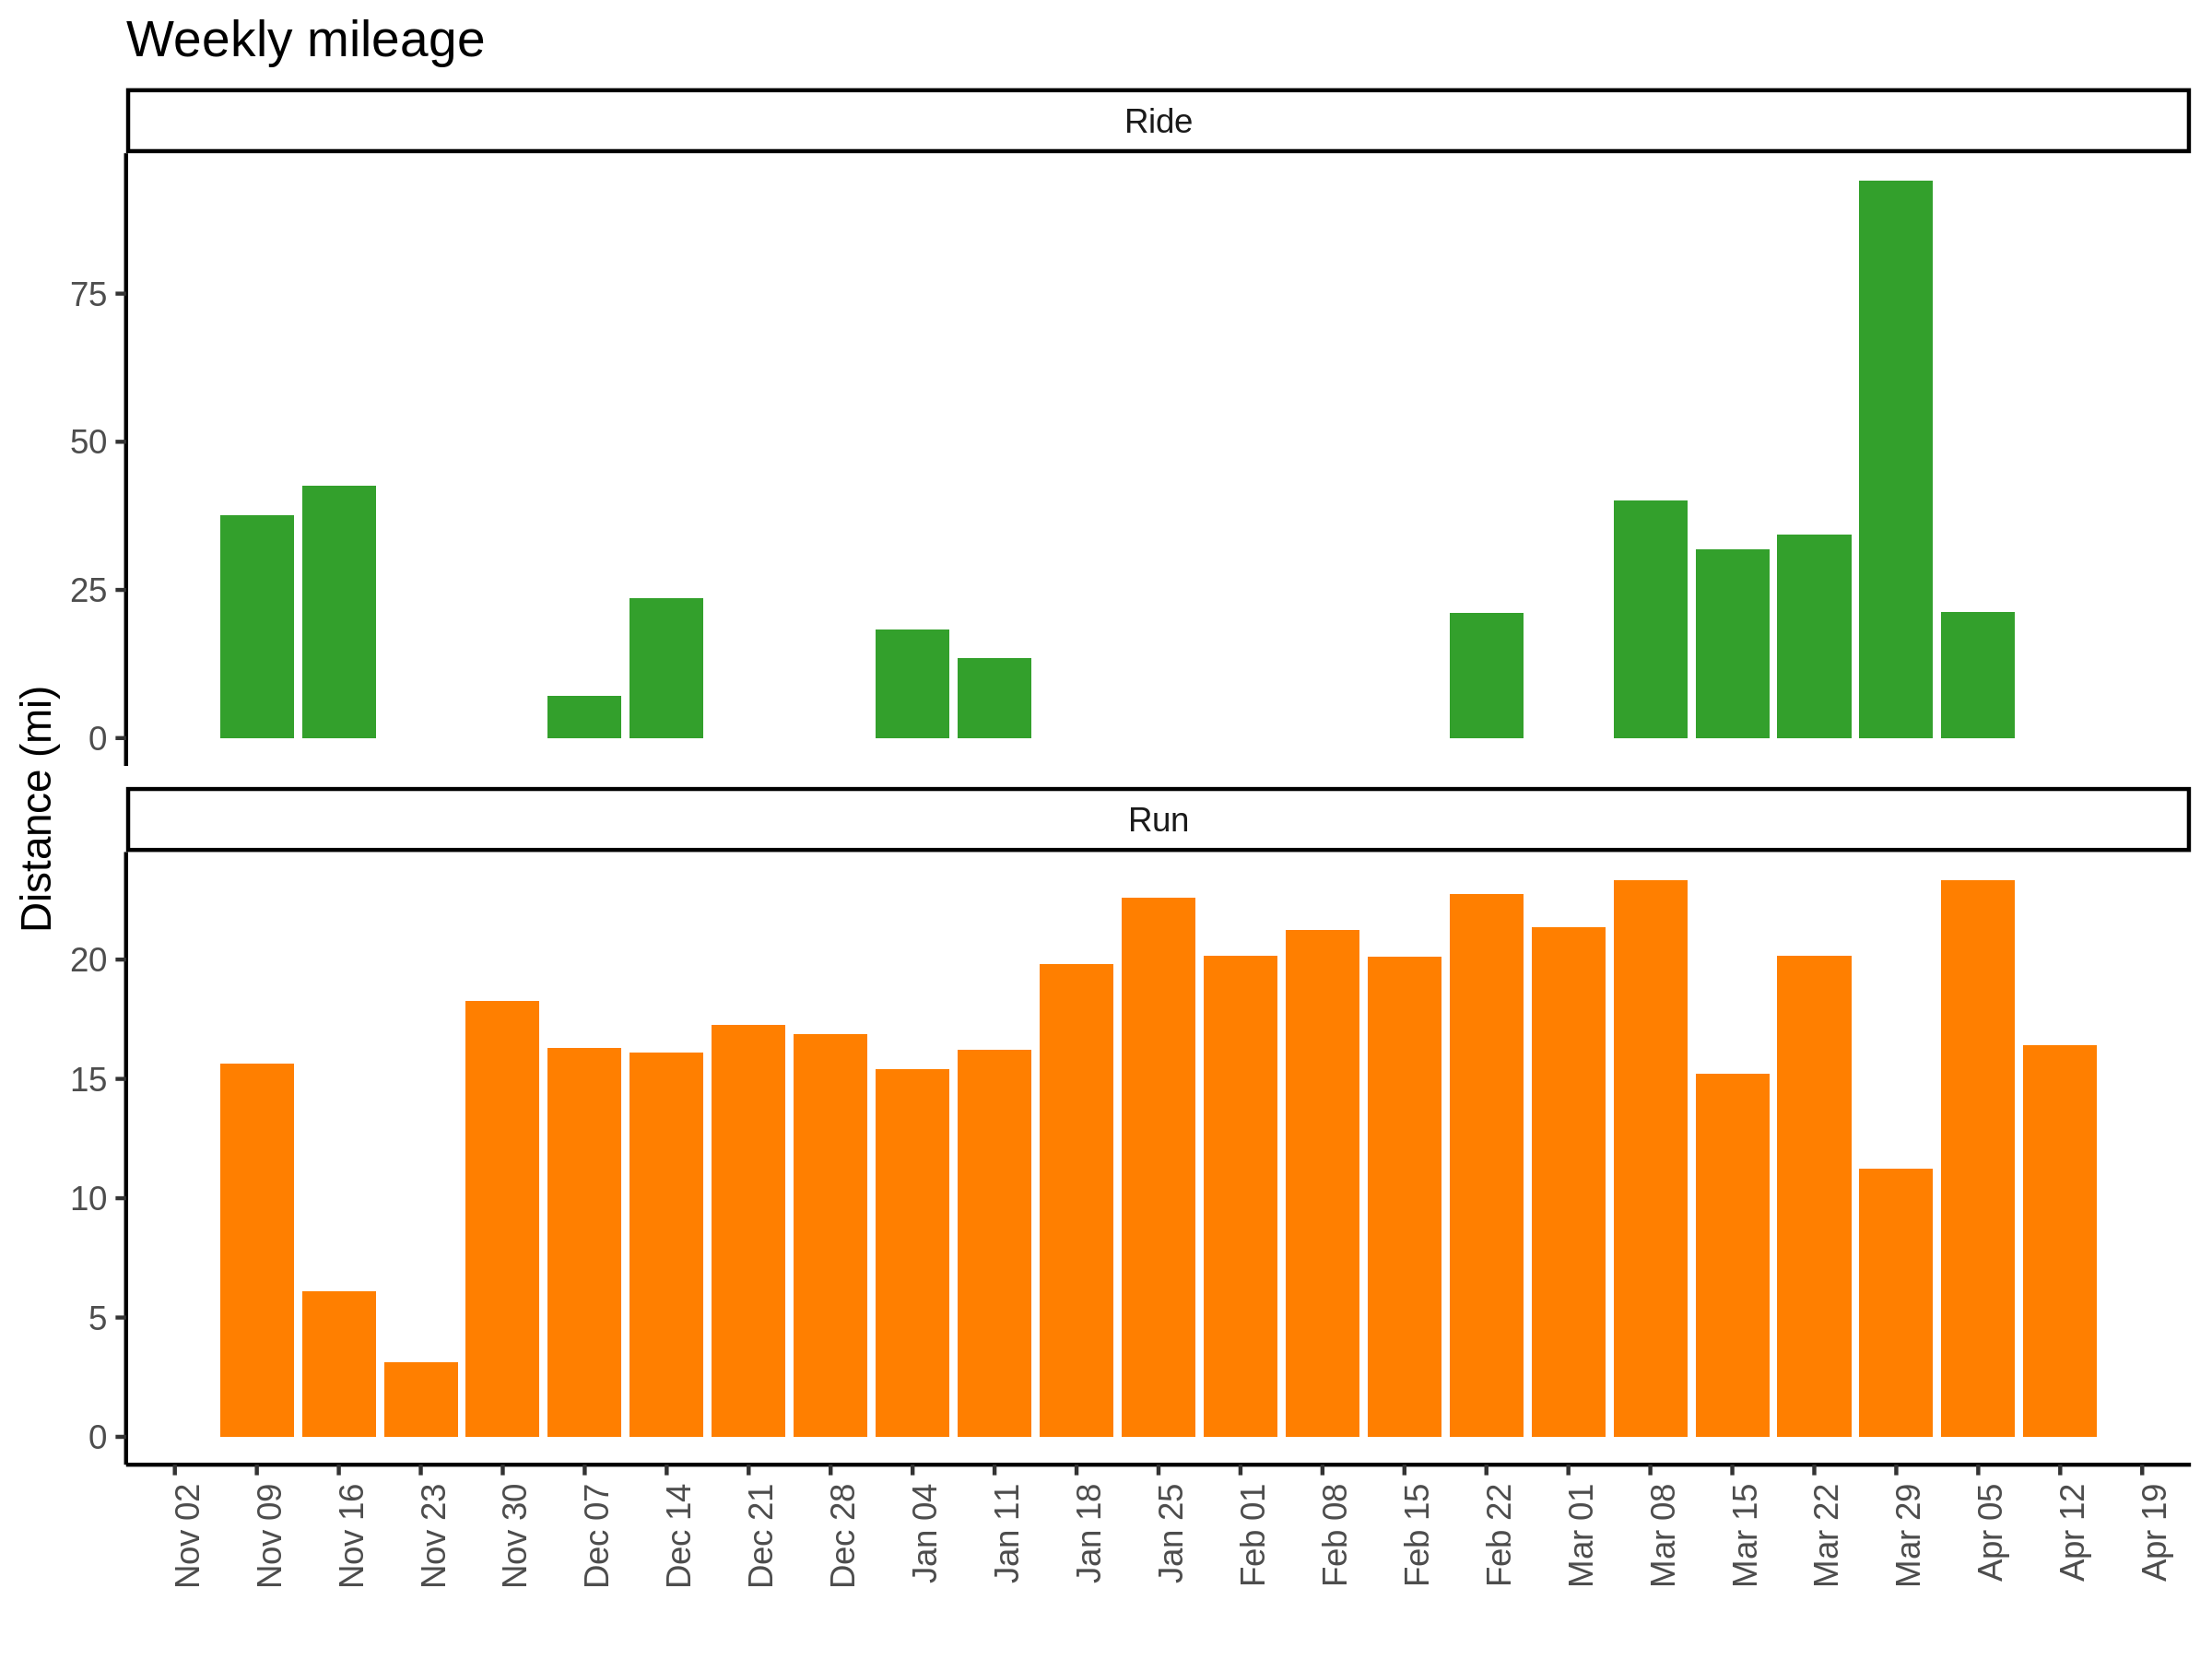 Weekly mileage
Ride
75
50
25
0
Distance (mi)
Run
20
15
10
5
0
Nov 02
Nov 09
Nov 16
Nov 23
Nov 30
Dec 07
Dec 14
Dec 21
Dec 28
Jan 04
Jan 11
Jan 18
Jan 25
Feb 01
Feb 08
Feb 15
Feb 22
Mar 01
Mar 08
Mar 15
Mar 22
Mar 29
Apr 05
Apr 12
Apr 19